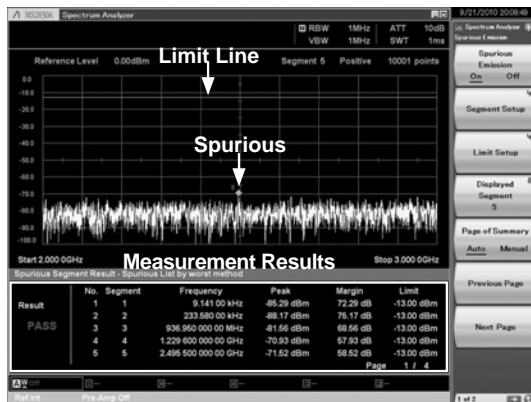 MS2830A Spectrum Analyzer
9/21/2010 20:08:49
RBW 1MHz ATT 10dB
VBW 1MHz SWT 1ms
Reference Level 0.00dBm Segment 5 Positive 10001 points
Limit Line
0.0
-10.0
-20.0
-30.0
-40.0
-50.0
-60.0
-70.0
-80.0
-90.0
-100.0
Spurious
Start 2.000 0GHz Stop 3.000 0GHz
Measurement Results
Spurious Segment Result - Spurious List by worst method
No. Segment Frequency Peak Margin Limit
Result
PASS
1 1 9.141 00 kHz -85.29 dBm 72.29 dB -13.00 dBm
2 2 233.580 00 kHz -88.17 dBm 75.17 dB -13.00 dBm
3 3 936.950 000 00 MHz -81.56 dBm 68.56 dB -13.00 dBm
4 4 1.229 600 000 00 GHz -70.93 dBm 57.93 dB -13.00 dBm
5 5 2.495 500 000 00 GHz -71.52 dBm 58.52 dB -13.00 dBm
Page 1 / 4
Off
Ref.Int Pre-Amp Off
Spectrum Analyzer
Spurious Emission
Spurious
Emission
On Off
Segment Setup
Limit Setup
Displayed
Segment
5
Page of Summary
Auto Manual
Previous Page
Next Page
1 of 2